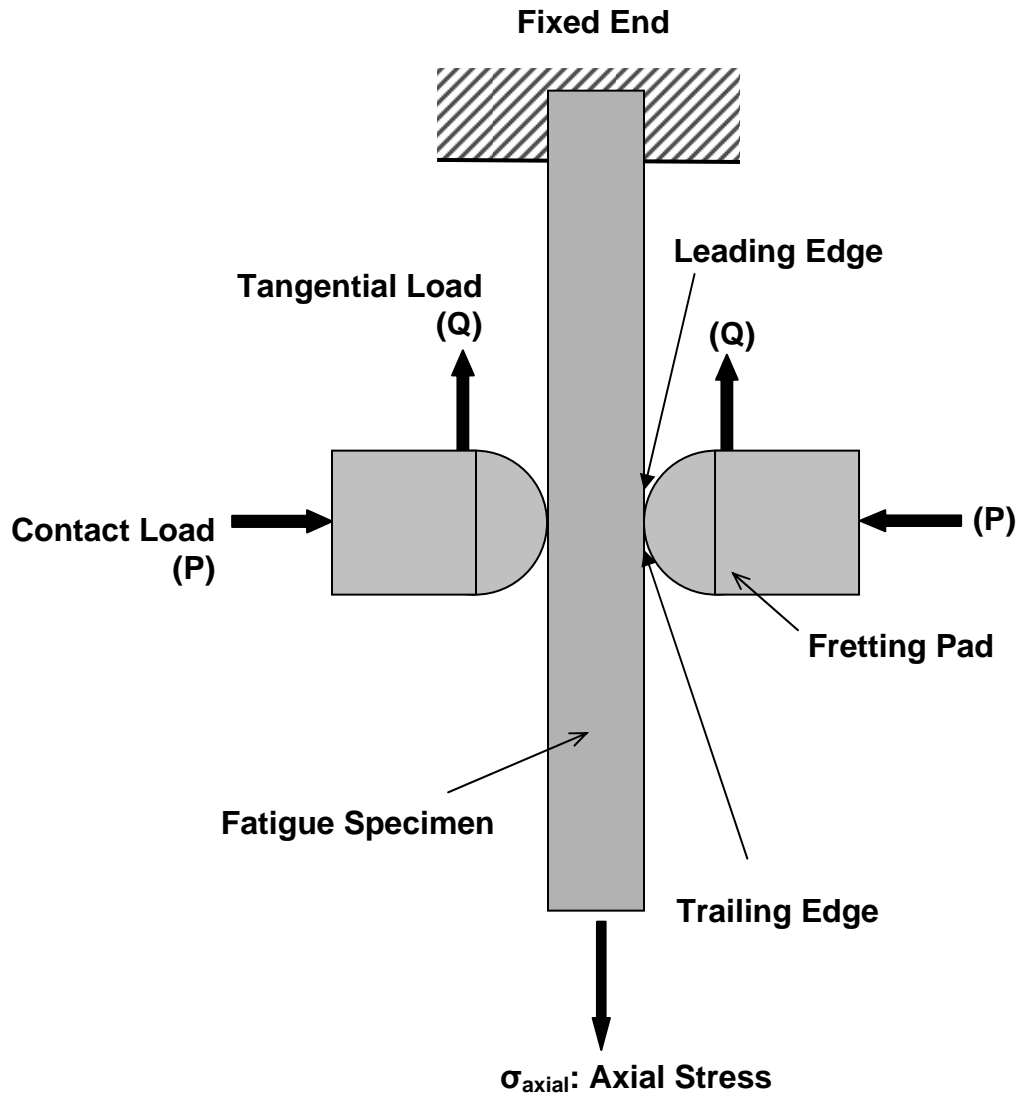 Fixed End
Leading Edge
Tangential Load
(Q)
(Q)
Contact Load
(P)
(P)
Fretting Pad
Fatigue Specimen
Trailing Edge
σaxial: Axial Stress